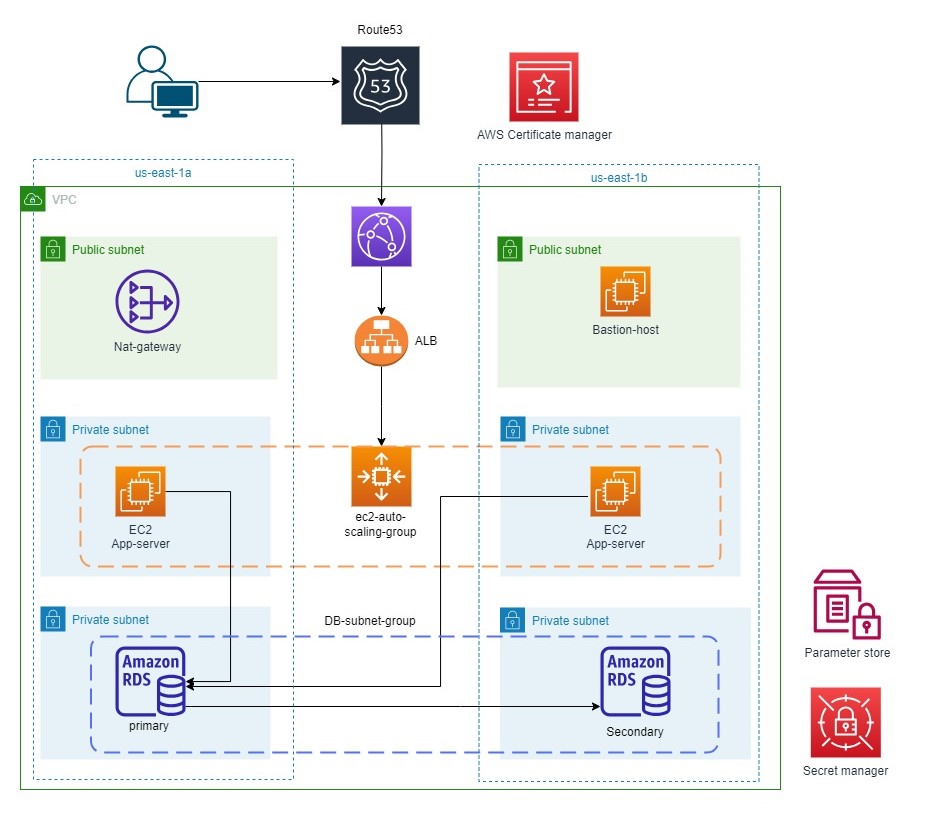 Route53
53
AWS Certificate manager
us-east-1a
us-east-1b
VPC
Public subnet
Public subnet
Nat-gateway
Bastion-host
ALB
Private subnet
Private subnet
EC2
App-server
ec2-auto-
scaling-group
EC2
App-server
Private subnet
DB-subnet-group
Private subnet
Amazon
RDS
primary
Amazon
RDS
Secondary
Parameter store
Secret manager